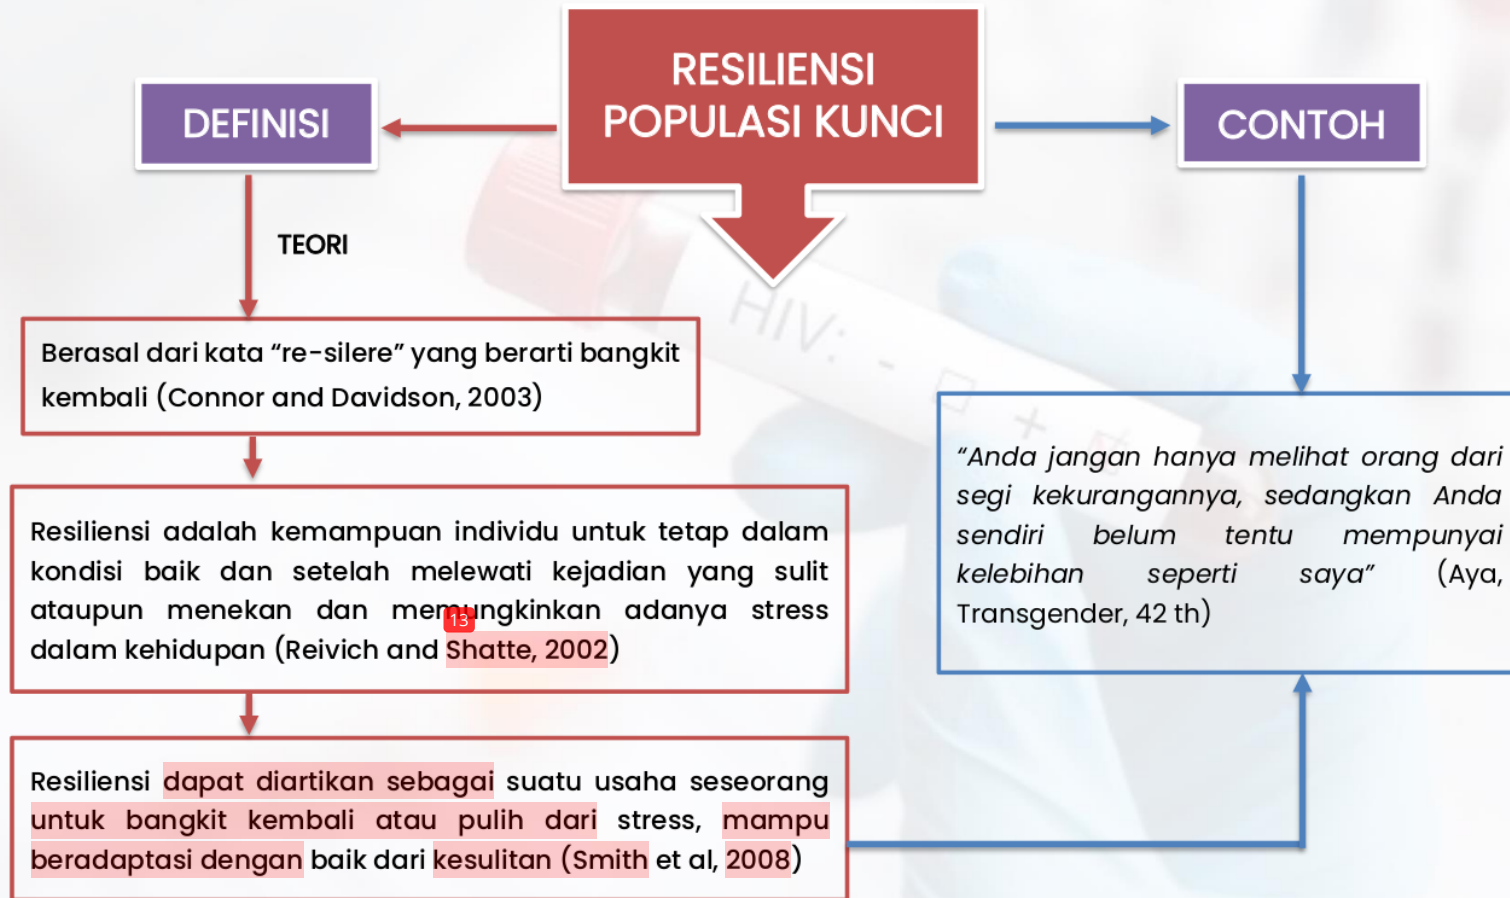 RESILIENSI
POPULASI KUNCI
DEFINISI
CONTOH
TEORI
HIV: - □ +
Berasal dari kata “re-silere” yang berarti bangkit
kembali (Connor and Davidson, 2003)
Resiliensi adalah kemampuan individu untuk tetap dalam
kondisi baik dan setelah melewati kejadian yang sulit
ataupun menekan dan memungkinkan adanya stress
13
dalam kehidupan (Reivich and Shatte, 2002)
Resiliensi dapat diartikan sebagai suatu usaha seseorang
untuk bangkit kembali atau pulih dari stress, mampu
beradaptasi dengan baik dari kesulitan (Smith et al, 2008)
“Anda jangan hanya melihat orang dari
segi kekurangannya, sedangkan Anda
sendiri belum tentu mempunyai
kelebihan seperti saya” (Aya,
Transgender, 42 th)